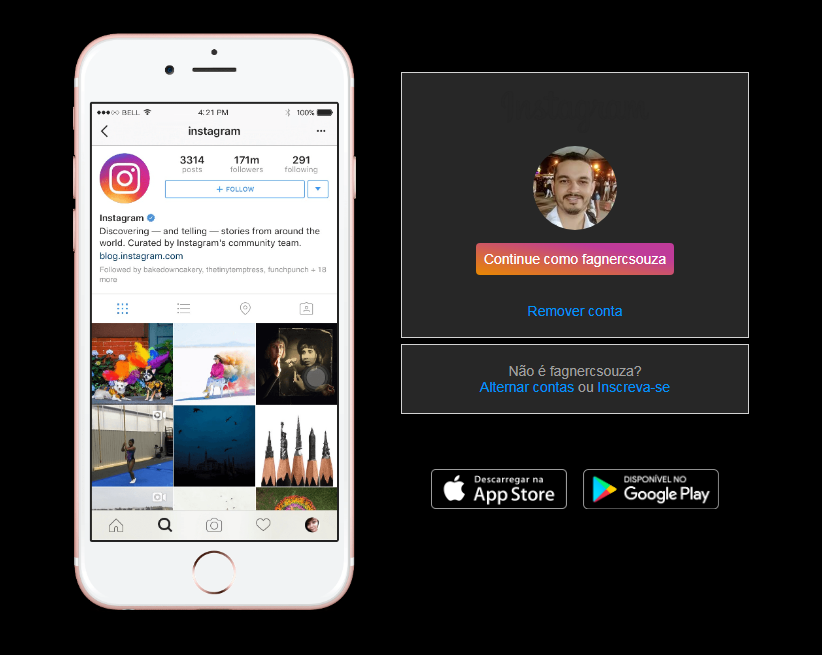 BELL
4:21 PM
100%
instagram
3314
171m
291
posts
followers
following
+ FOLLOW
Instagram
Discovering — and telling — stories from around the
world. Curated by Instagram's community team.
blog.instagram.com
Followed by bakedowncakery, thetinytemptress, funchpunch + 18
more
Instagram
Continue como fagnercsouza
Remover conta
Não é fagnercsouza?
Alternar contas ou Inscreva-se
Descarregar na
App Store
DISPONÍVEL NO
Google Play